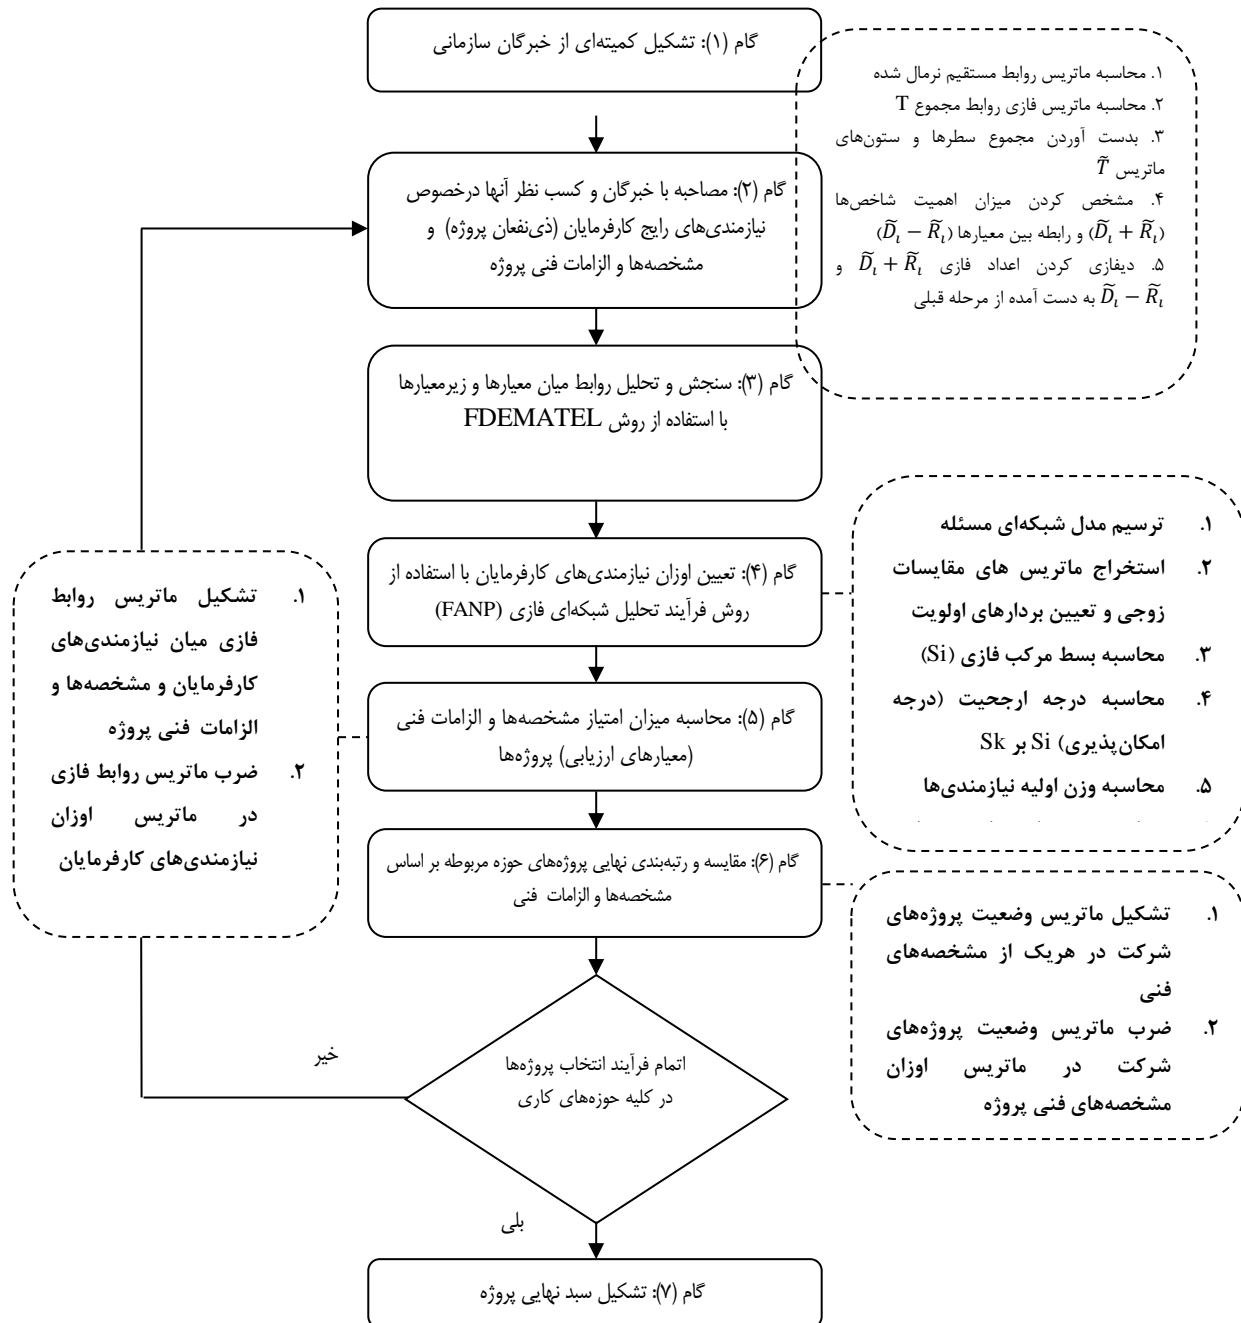 گام (۱): تشکیل کمیته‌ای از خبرگان سازمانی
۱. محاسبه ماتریس روابط مستقیم نرمال شده
۲. محاسبه ماتریس فازی روابط مجموع T
۳. بدست آوردن مجموع سطرها و ستون‌های
ماتریس T̃
۴. مشخص کردن میزان اهمیت شاخص‌ها
(D̃ι + R̃ι) و رابطه بین معیارها (D̃ι − R̃ι)
۵. دیفازی کردن اعداد فازی D̃ι + R̃ι و
D̃ι − R̃ι به دست آمده از مرحله قبلی
گام (۲): مصاحبه با خبرگان و کسب نظر آنها درخصوص
نیازمندی‌های رایج کارفرمایان (ذی‌نفعان پروژه) و
مشخصه‌ها و الزامات فنی پروژه
گام (۳): سنجش و تحلیل روابط میان معیارها و زیرمعیارها
با استفاده از روش FDEMATEL
گام (۴): تعیین اوزان نیازمندی‌های کارفرمایان با استفاده از
روش فرآیند تحلیل شبکه‌ای فازی (FANP)
۱. ترسیم مدل شبکه‌ای مسئله
۲. استخراج ماتریس های مقایسات
زوجی و تعیین بردارهای اولویت
۳. محاسبه بسط مرکب فازی (Si)
۴. محاسبه درجه ارجحیت (درجه
امکان‌پذیری) Si بر Sk
۵. محاسبه وزن اولیه نیازمندی‌ها
گام (۵): محاسبه میزان امتیاز مشخصه‌ها و الزامات فنی
(معیارهای ارزیابی) پروژه‌ها
۱. تشکیل ماتریس روابط
فازی میان نیازمندی‌های
کارفرمایان و مشخصه‌ها و
الزامات فنی پروژه
۲. ضرب ماتریس روابط فازی
در ماتریس اوزان
نیازمندی‌های کارفرمایان
گام (۶): مقایسه و رتبه‌بندی نهایی پروژه‌های حوزه مربوطه بر اساس
مشخصه‌ها و الزامات فنی
۱. تشکیل ماتریس وضعیت پروژه‌های
شرکت در هریک از مشخصه‌های
فنی
۲. ضرب ماتریس وضعیت پروژه‌های
شرکت در ماتریس اوزان
مشخصه‌های فنی پروژه
اتمام فرآیند انتخاب پروژه‌ها
در کلیه حوزه‌های کاری
خیر
بلی
گام (۷): تشکیل سبد نهایی پروژه